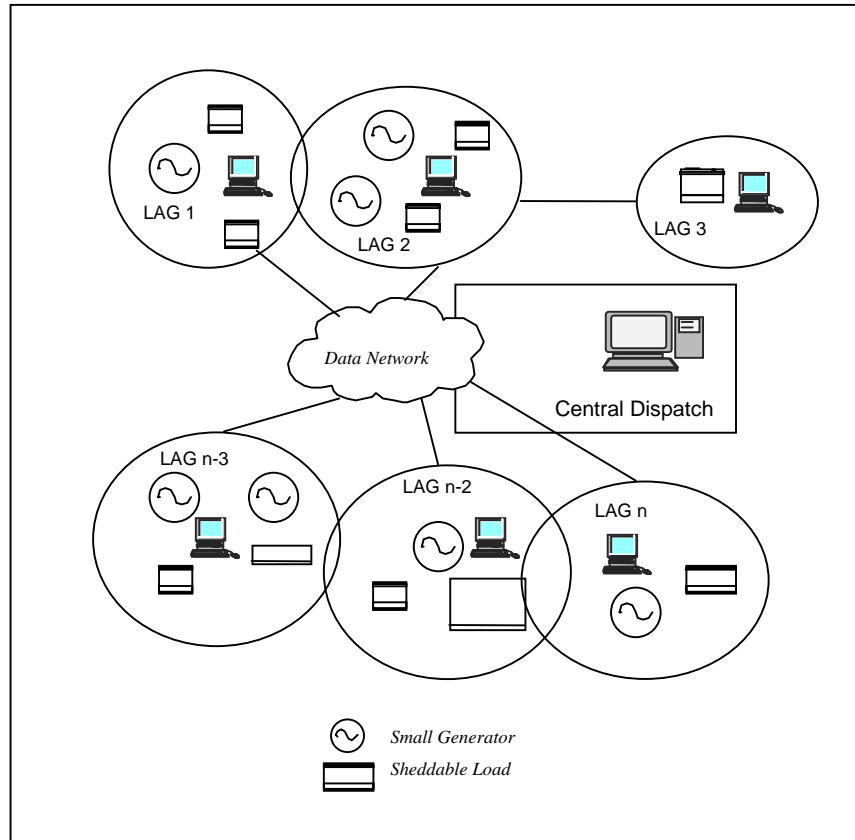 LAG 1
LAG 2
LAG 3
Data Network
Central Dispatch
LAG n-3
LAG n-2
LAG n
Small Generator
Sheddable Load